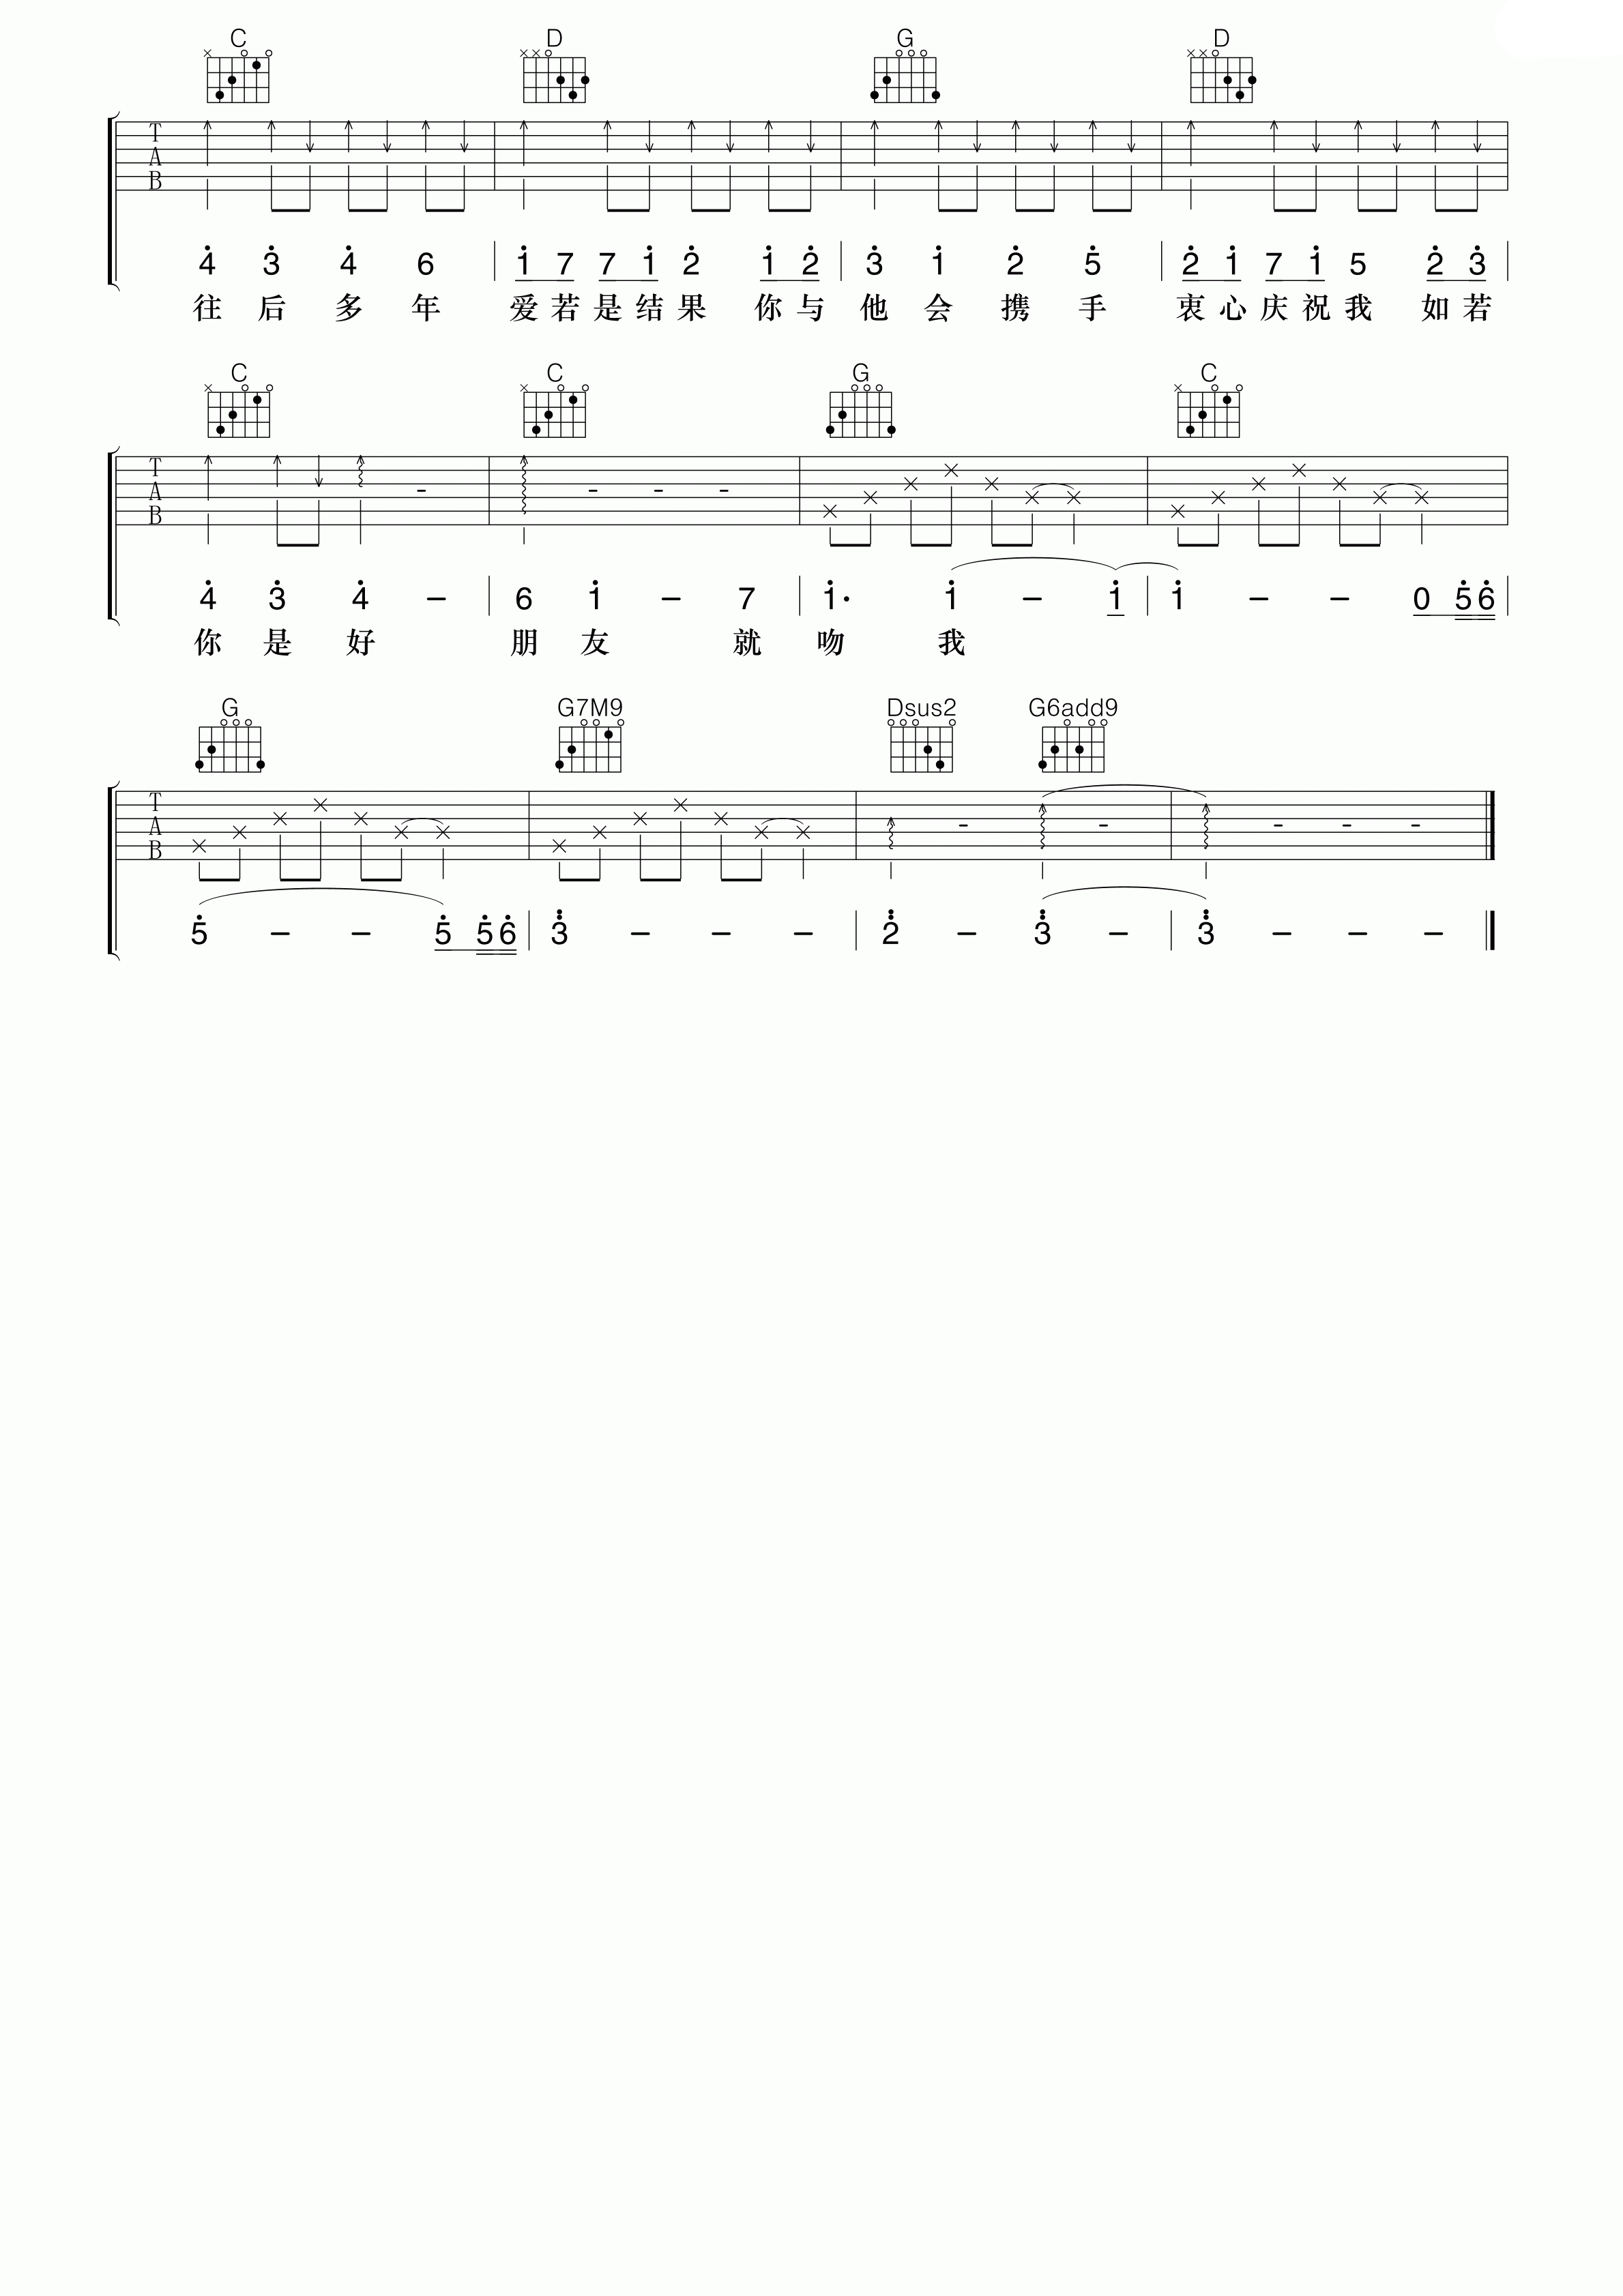 C D G D
T
A
B
4 3 4 6 1 7 7 1 2 1 2 3 1 2 5 2 1 7 1 5 2 3
往后多年 爱若是结果 你与他会携手 衷心庆祝我 如若
C C G C
T
A
B
4 3 4 – 6 1 – 7 1· 1 – 1 1 – – 0 5 6
你是好 朋友 就吻 我
G G7M9 Dsus2 G6add9
T
A
B
5 – – 5 5 6 3 – – – 2 – 3 – 3 – – –